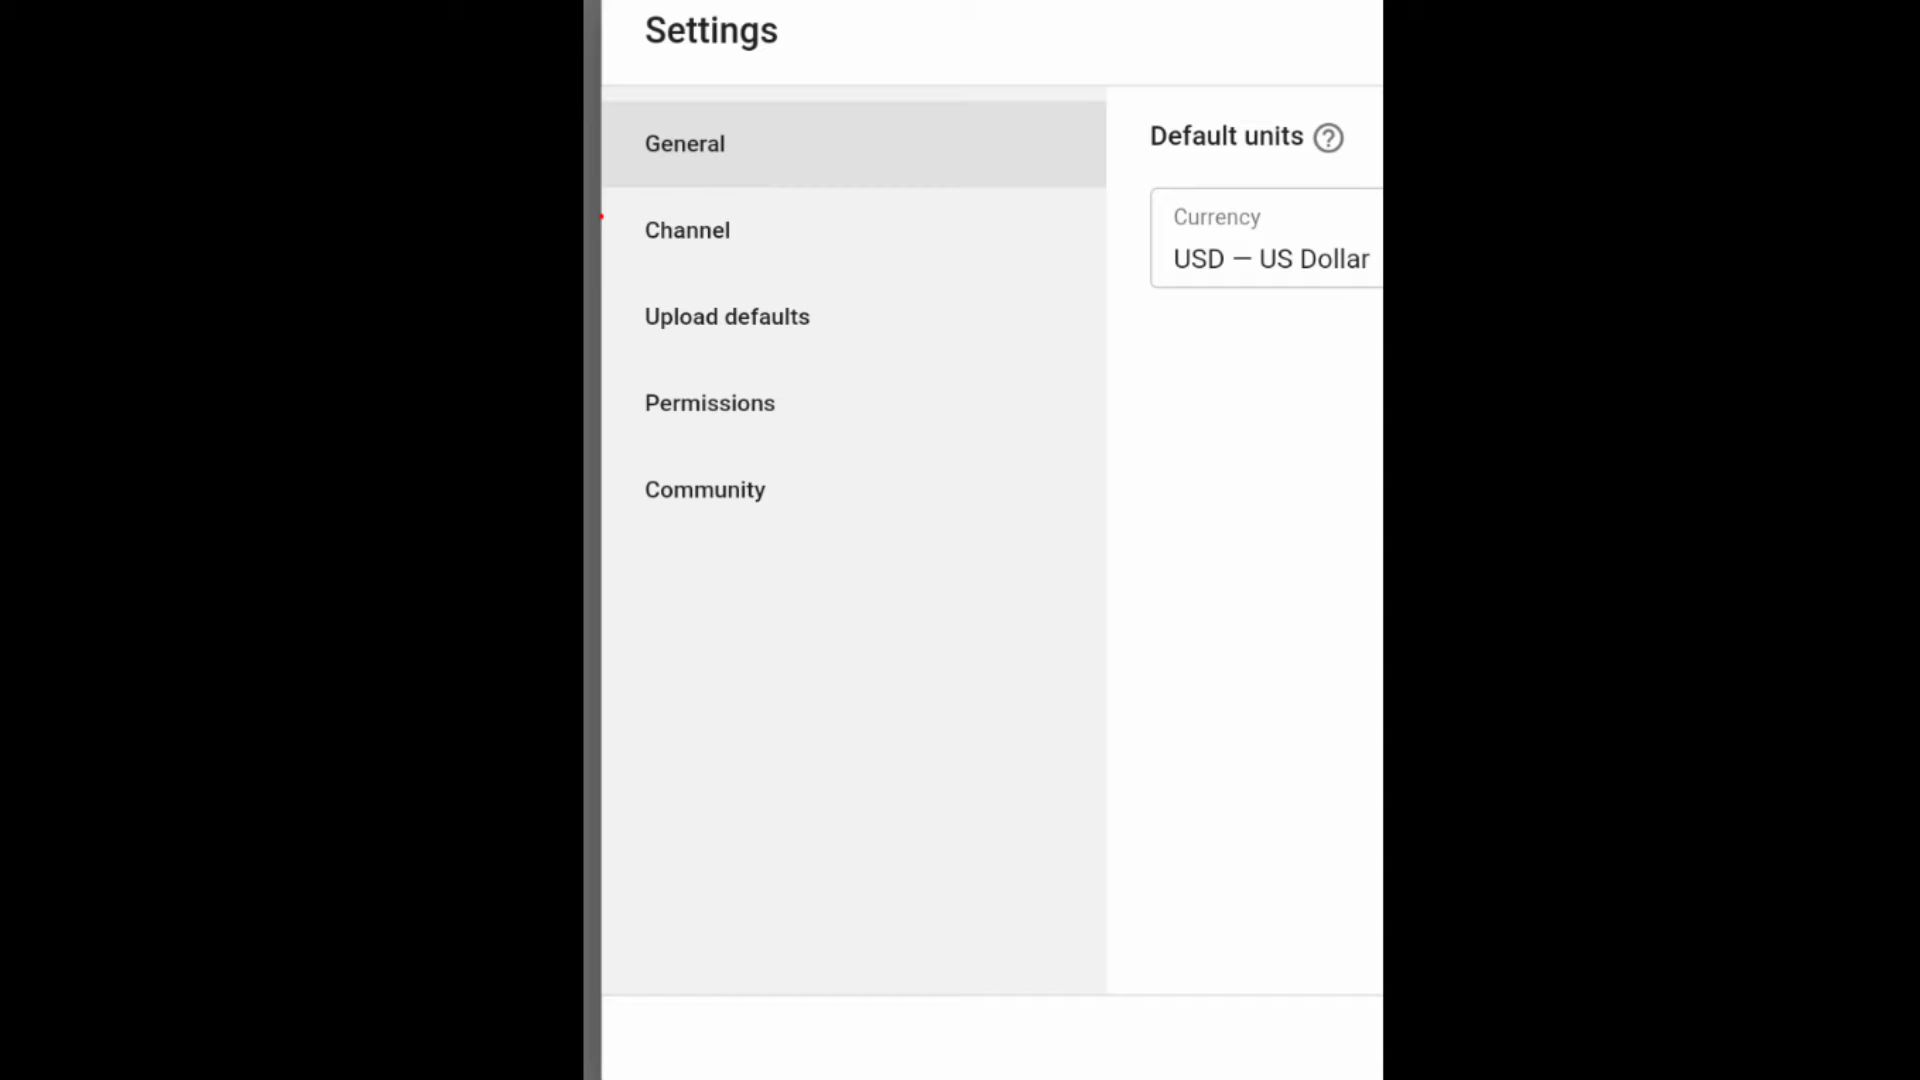 Settings
General
Channel
Upload defaults
Permissions
Community
Default units
Currency
USD — US Dollar